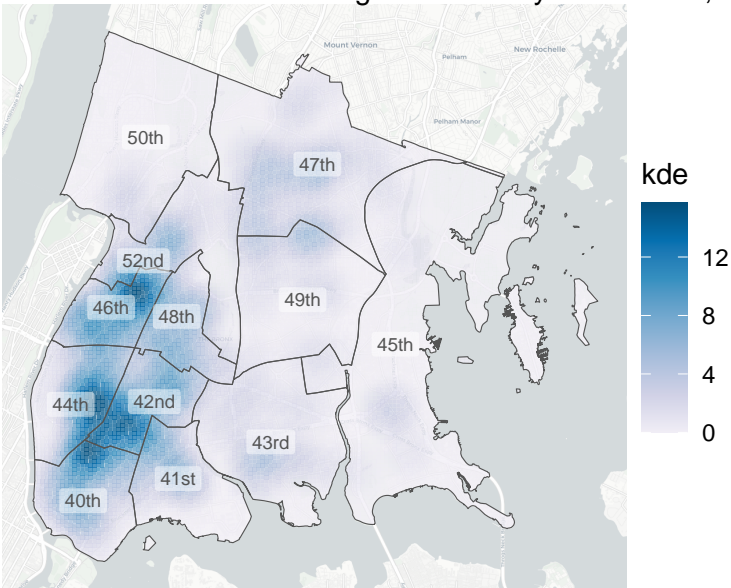 Mount Vernon
New Rochelle
Pelham
Pelham Manor
50th
47th
kde
52nd
12
46th
48th
49th
8
45th
4
44th
42nd
0
43rd
41st
40th